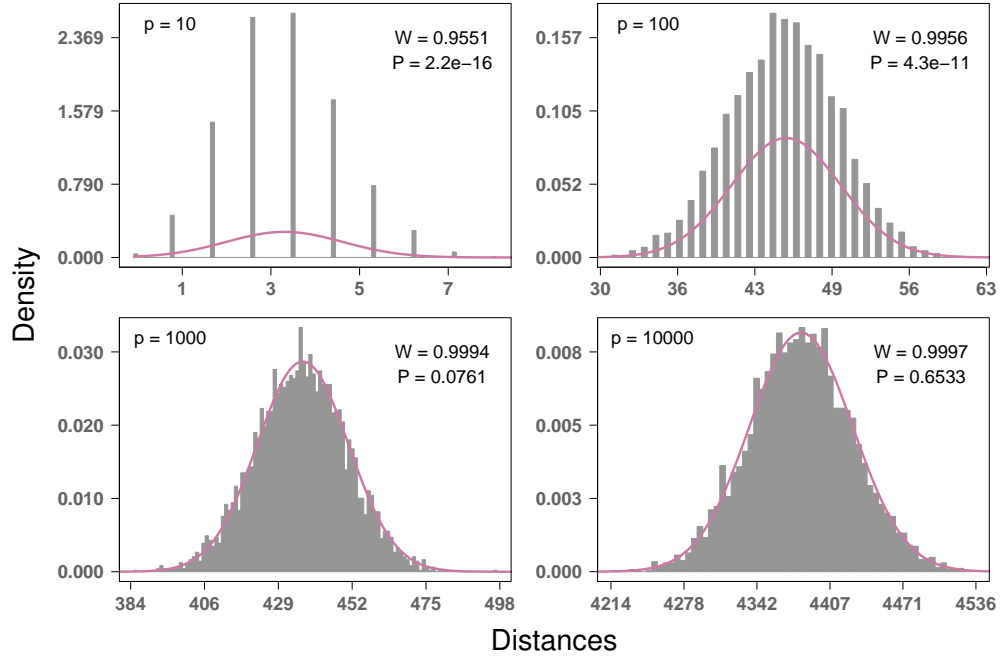 p = 10
W = 0.9551
P = 2.2e−16
2.369
1.579
0.790
0.000
1 3 5 7
p = 100
W = 0.9956
P = 4.3e−11
0.157
0.105
0.052
0.000
30 36 43 49 56 63
Density
p = 1000
W = 0.9994
P = 0.0761
0.030
0.020
0.010
0.000
384 406 429 452 475 498
p = 10000
W = 0.9997
P = 0.6533
0.008
0.005
0.003
0.000
4214 4278 4342 4407 4471 4536
Distances